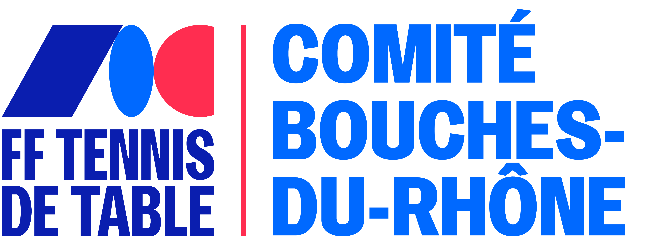 FF TENNIS
DE TABLE
COMITÉ
BOUCHES-
DU-RHÔNE